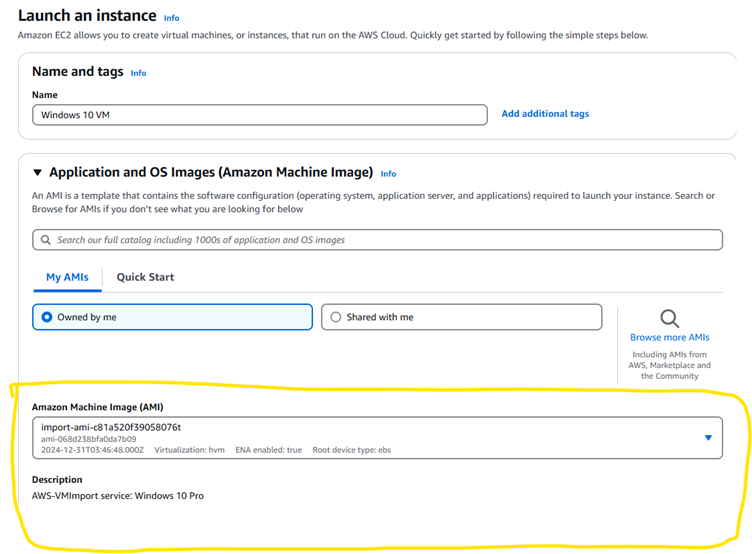 Launch an instance Info
Amazon EC2 allows you to create virtual machines, or instances, that run on the AWS Cloud. Quickly get started by following the simple steps below.
Name and tags Info
Name
Windows 10 VM
Add additional tags
Application and OS Images (Amazon Machine Image) Info
An AMI is a template that contains the software configuration (operating system, application server, and applications) required to launch your instance. Search or
Browse for AMIs if you don't see what you are looking for below
Search our full catalog including 1000s of application and OS images
My AMIs
Quick Start
Owned by me
Shared with me
Browse more AMIs
Including AMIs from
AWS, Marketplace and
the Community
Amazon Machine Image (AMI)
import-ami-c81a520f39058076t
ami-068d238bfa0da7b09
2024-12-31T03:46:48.000Z Virtualization: hvm ENA enabled: true Root device type: ebs
Description
AWS-VMImport service: Windows 10 Pro